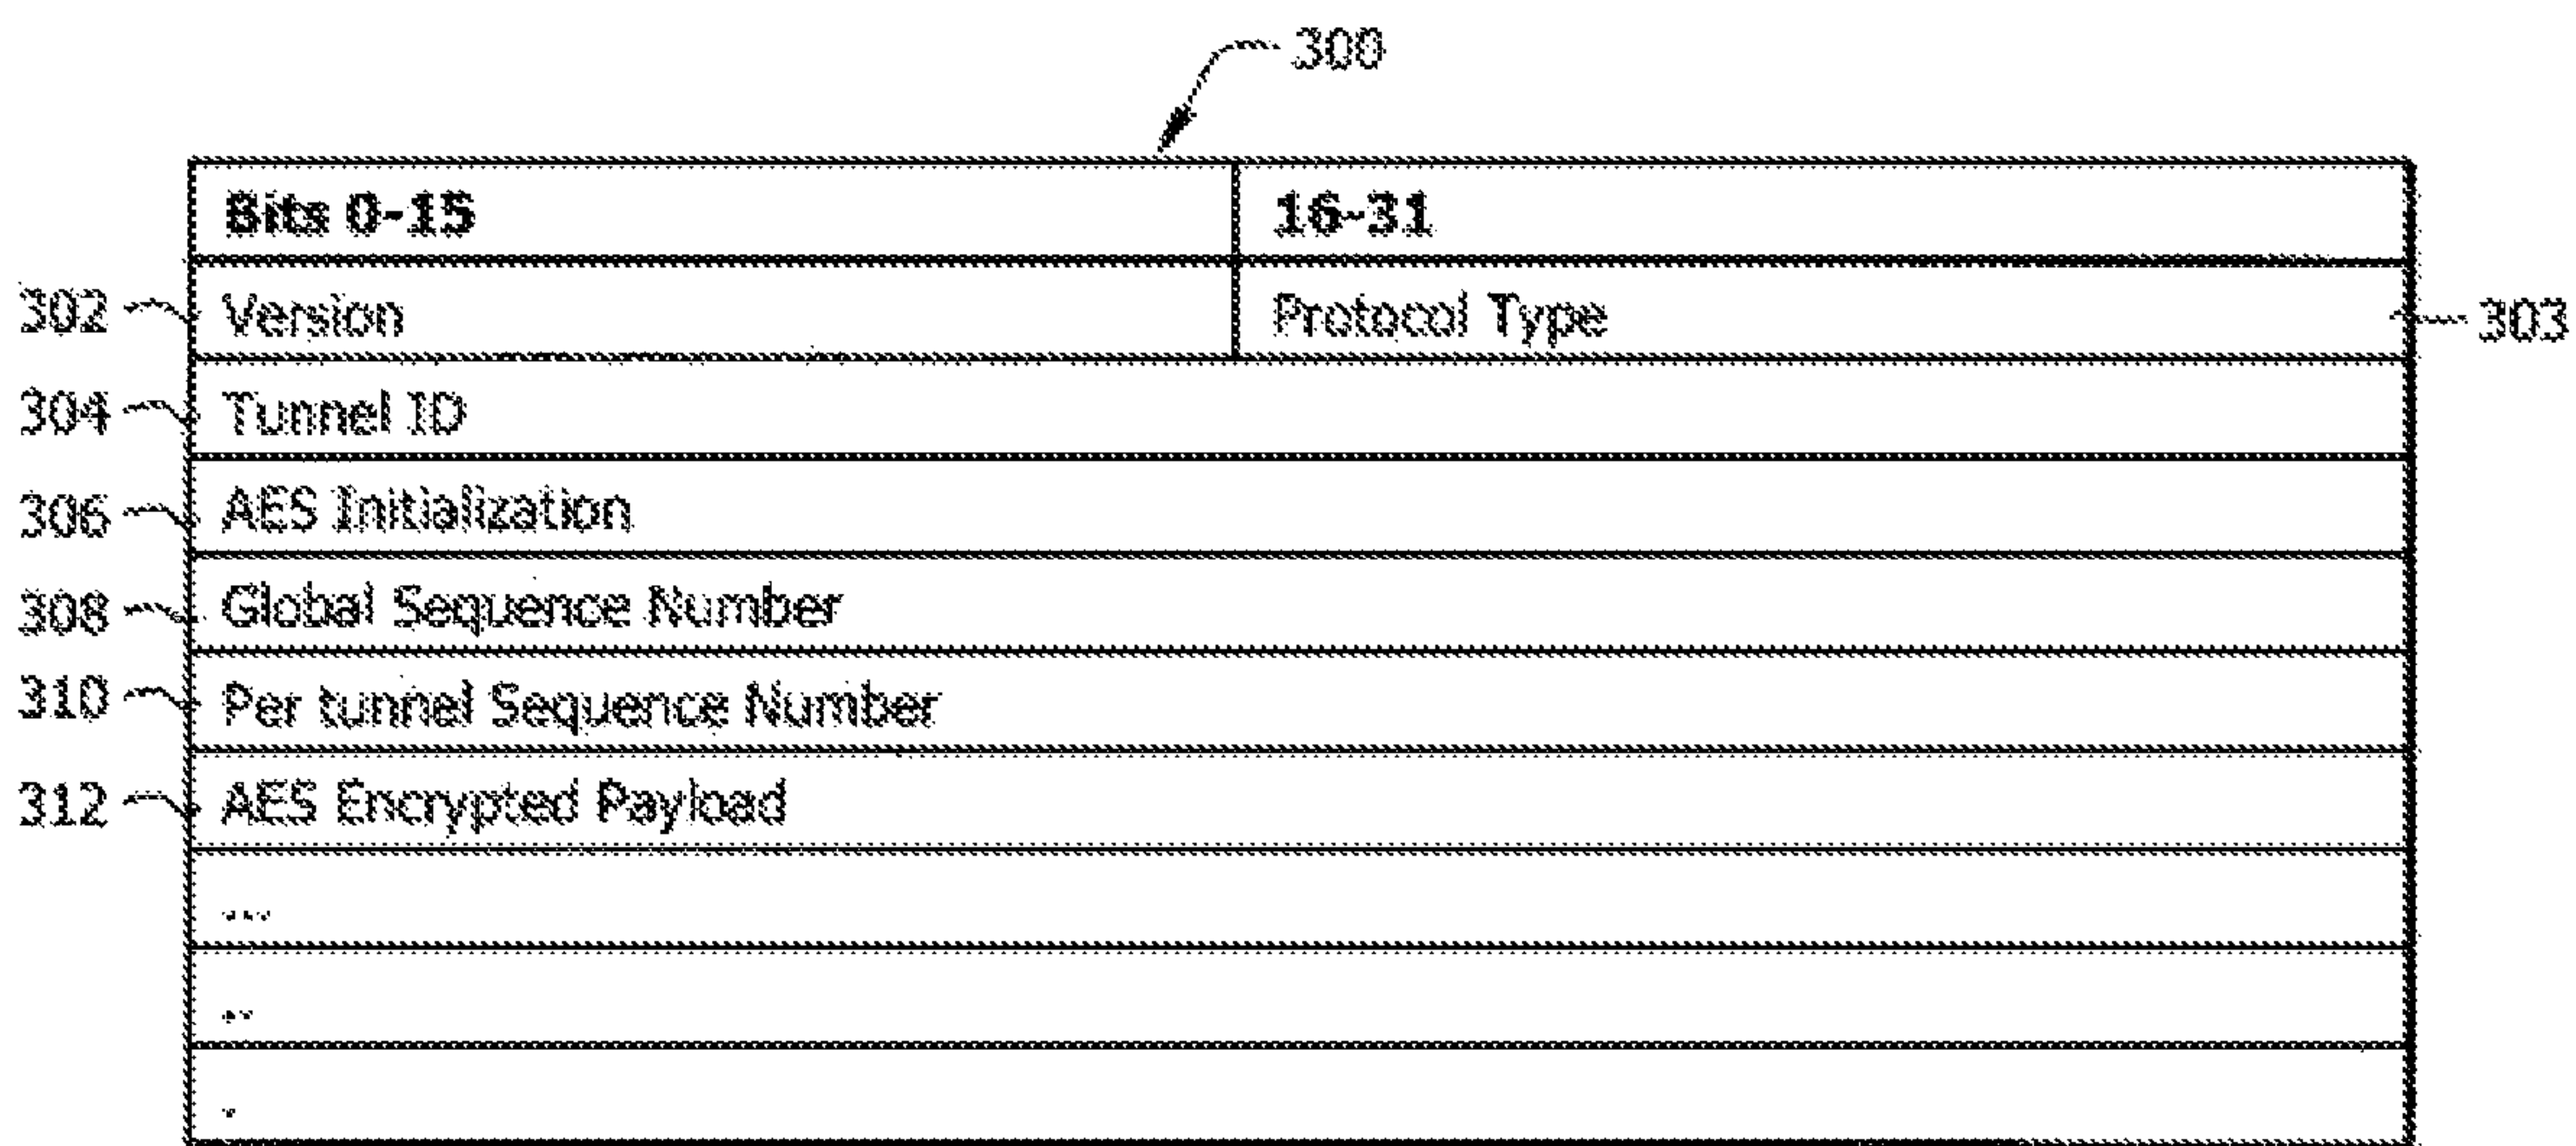 300
Bits 0-15 16-31
302 Version Protocol Type 303
304 Tunnel ID
306 AES Initialization
308 Global Sequence Number
310 Per tunnel Sequence Number
312 AES Encrypted Payload
...
..
.